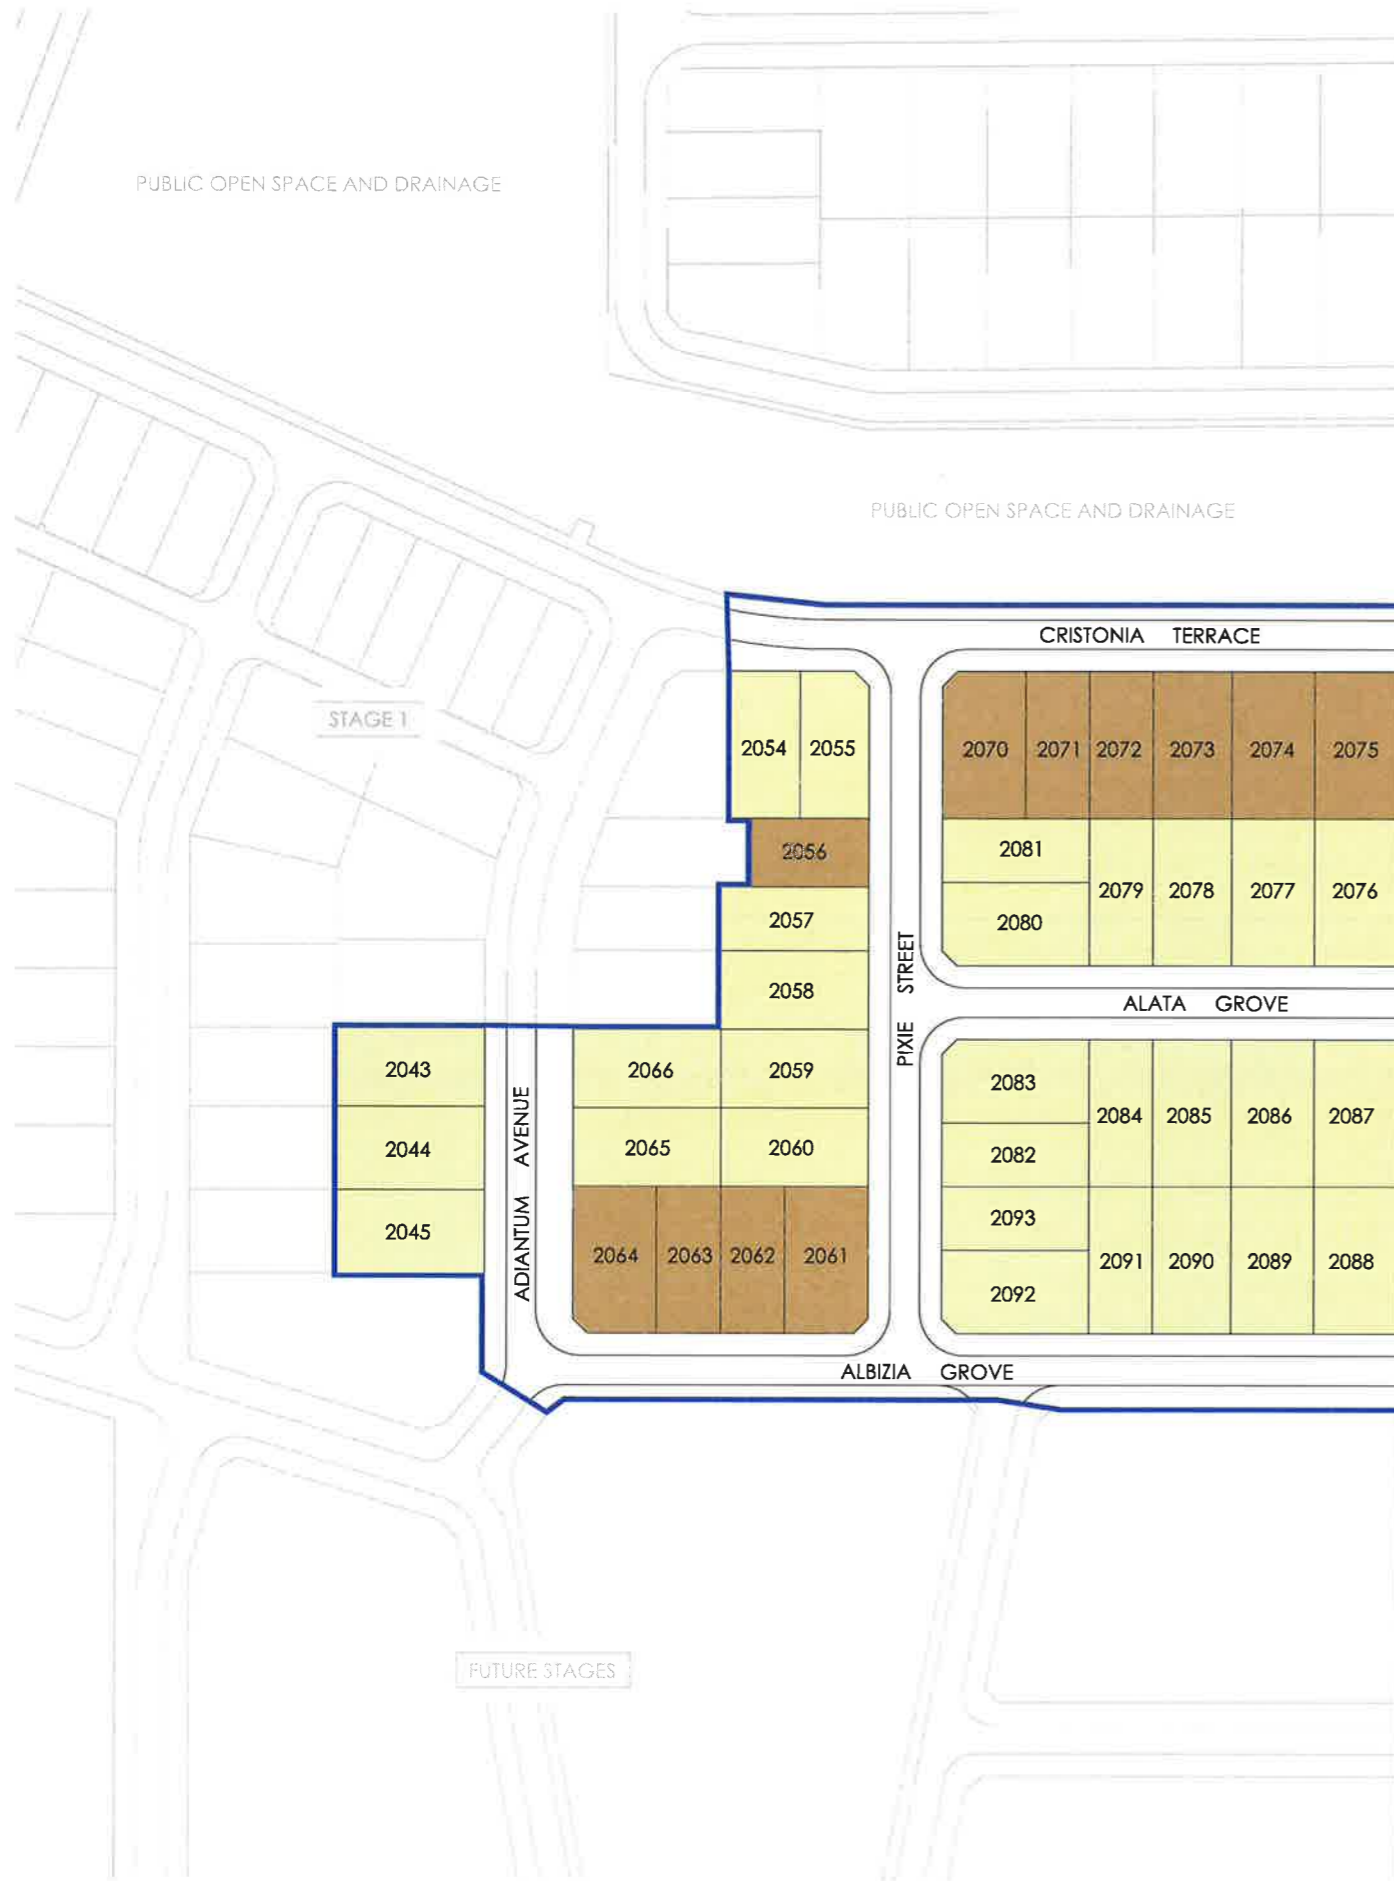 PUBLIC OPEN SPACE AND DRAINAGE
PUBLIC OPEN SPACE AND DRAINAGE
CRISTONIA TERRACE
STAGE 1
2054 2055 2070 2071 2072 2073 2074 2075
2056 2081
2079 2078 2077 2076
2057 2080
2058
PIXIE STREET
ALATA GROVE
2043 2066 2059 2083
2084 2085 2086 2087
2044 2065 2060 2082
ADIANTUM AVENUE
2045 2093
2064 2063 2062 2061 2091 2090 2089 2088
2092
ALBIZIA GROVE
FUTURE STAGES